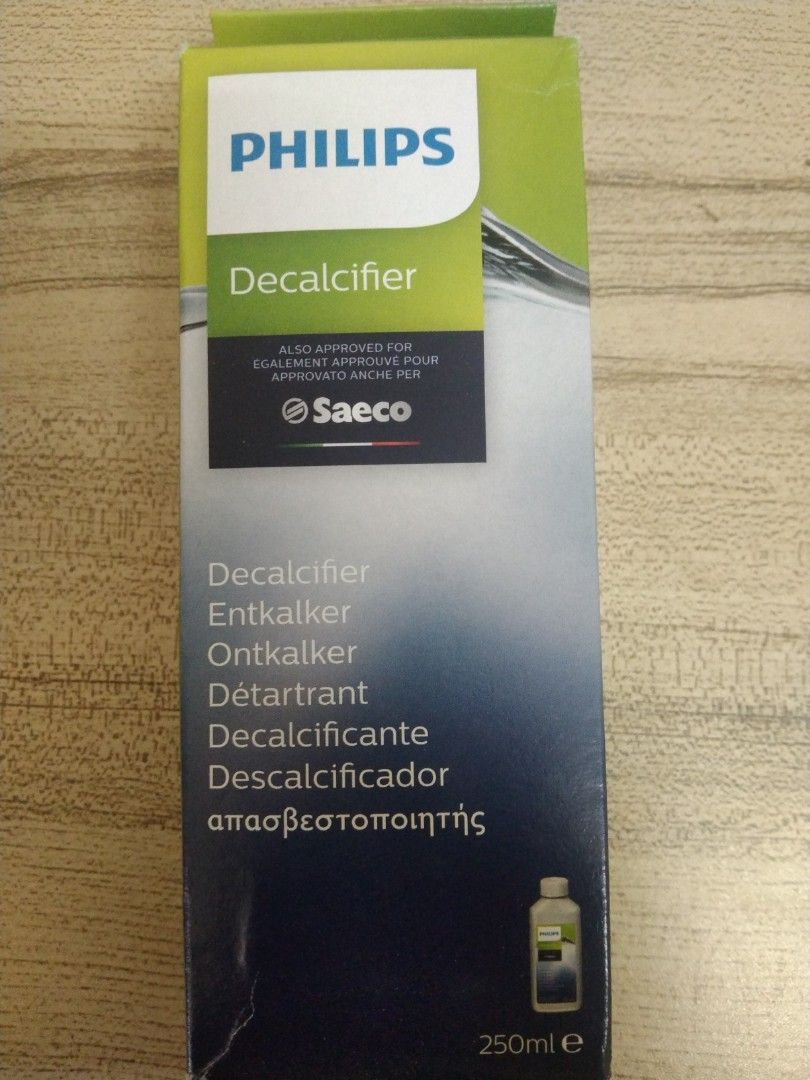 PHILIPS
Decalcifier
ALSO APPROVED FOR
ÉGALEMENT APPROUVÉ POUR
APPROVATO ANCHE PER
Saeco
Decalcifier
Entkalker
Ontkalker
Détartrant
Decalcificante
Descalcificador
απασβεστοποιητής
PHILIPS
250ml e